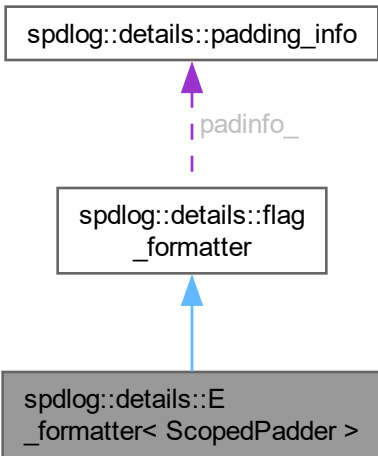 spdlog::details::padding_info
padinfo_
spdlog::details::flag
_formatter
spdlog::details::E
_formatter< ScopedPadder >